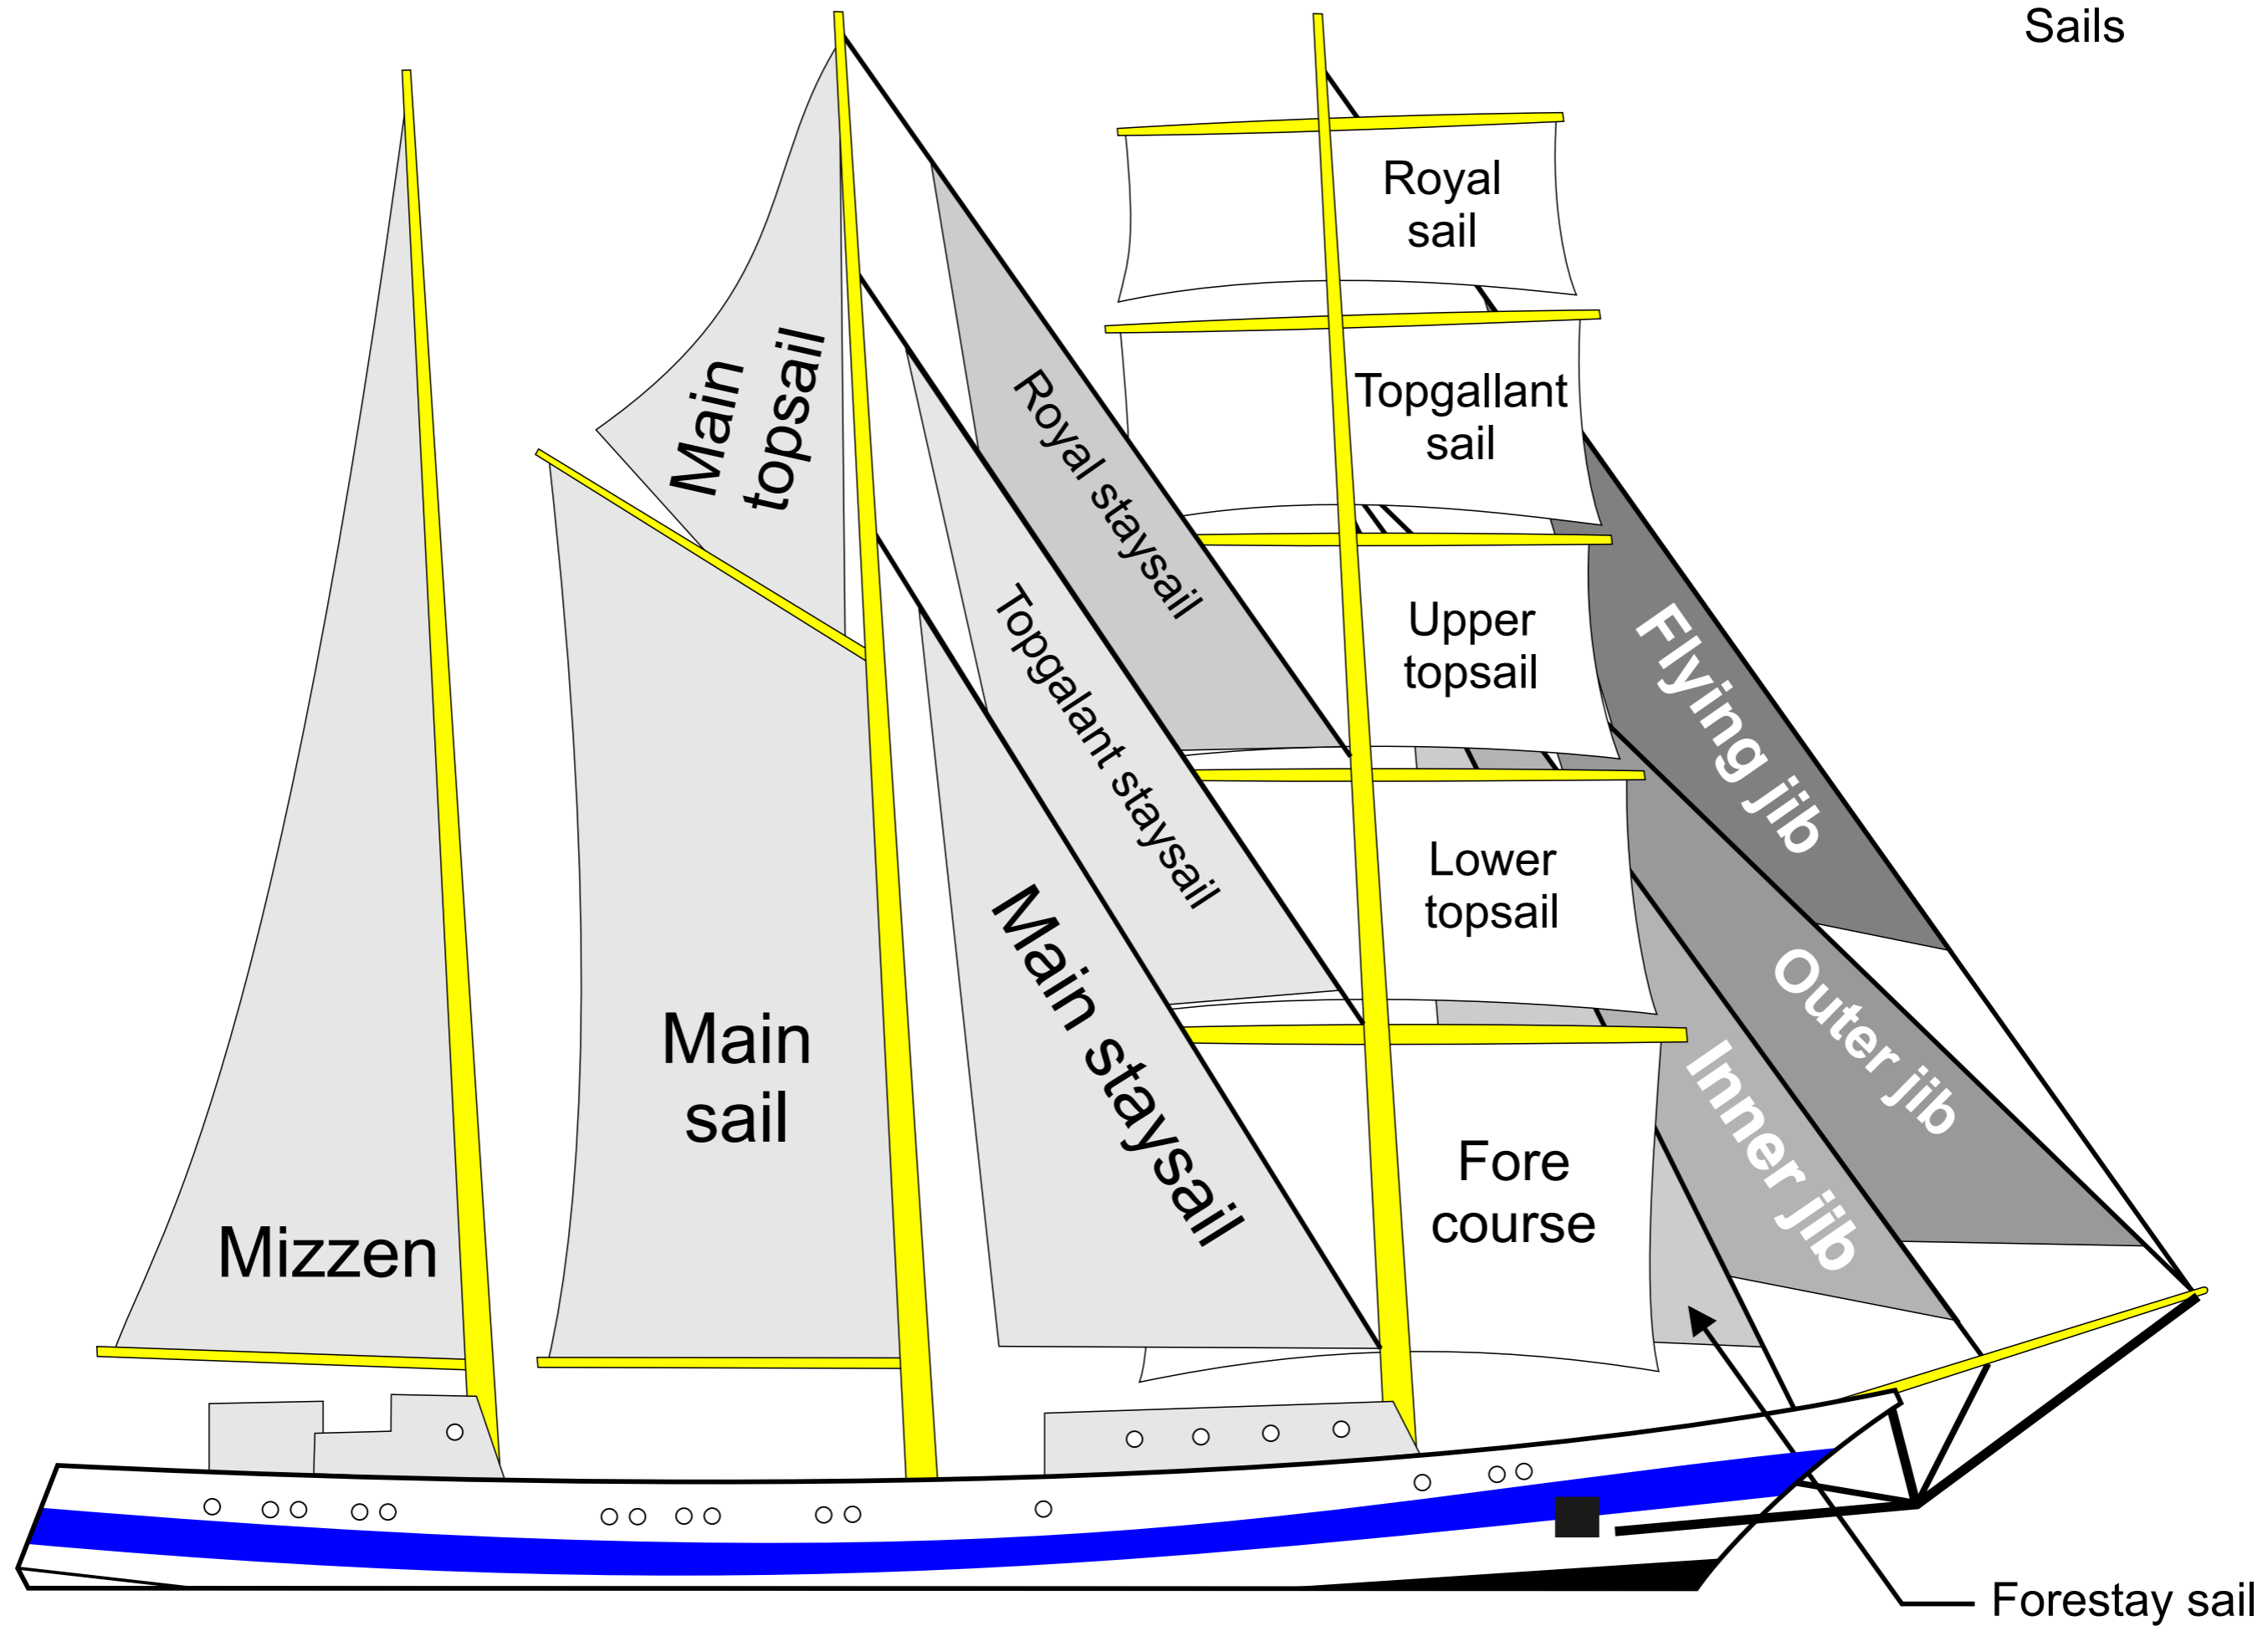 Sails
Royal
sail
Main
topsaill
Royal staysail
Topgallant
sail
Topgalant staysail
Upper
topsail
Flying jib
Lower
topsail
Main staysail
Outer jib
Main
sail
Inner jib
Fore
course
Mizzen
Forestay sail